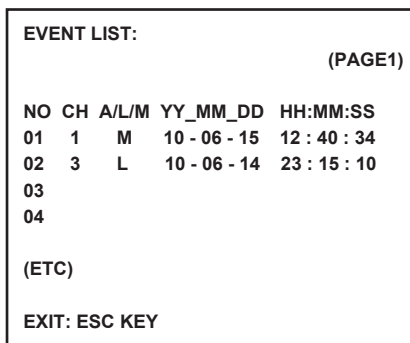 EVENT LIST:
(PAGE1)
NO CH A/L/M YY_MM_DD HH:MM:SS
01 1 M 10 - 06 - 15 12 : 40 : 34
02 3 L 10 - 06 - 14 23 : 15 : 10
03
04
(ETC)
EXIT: ESC KEY